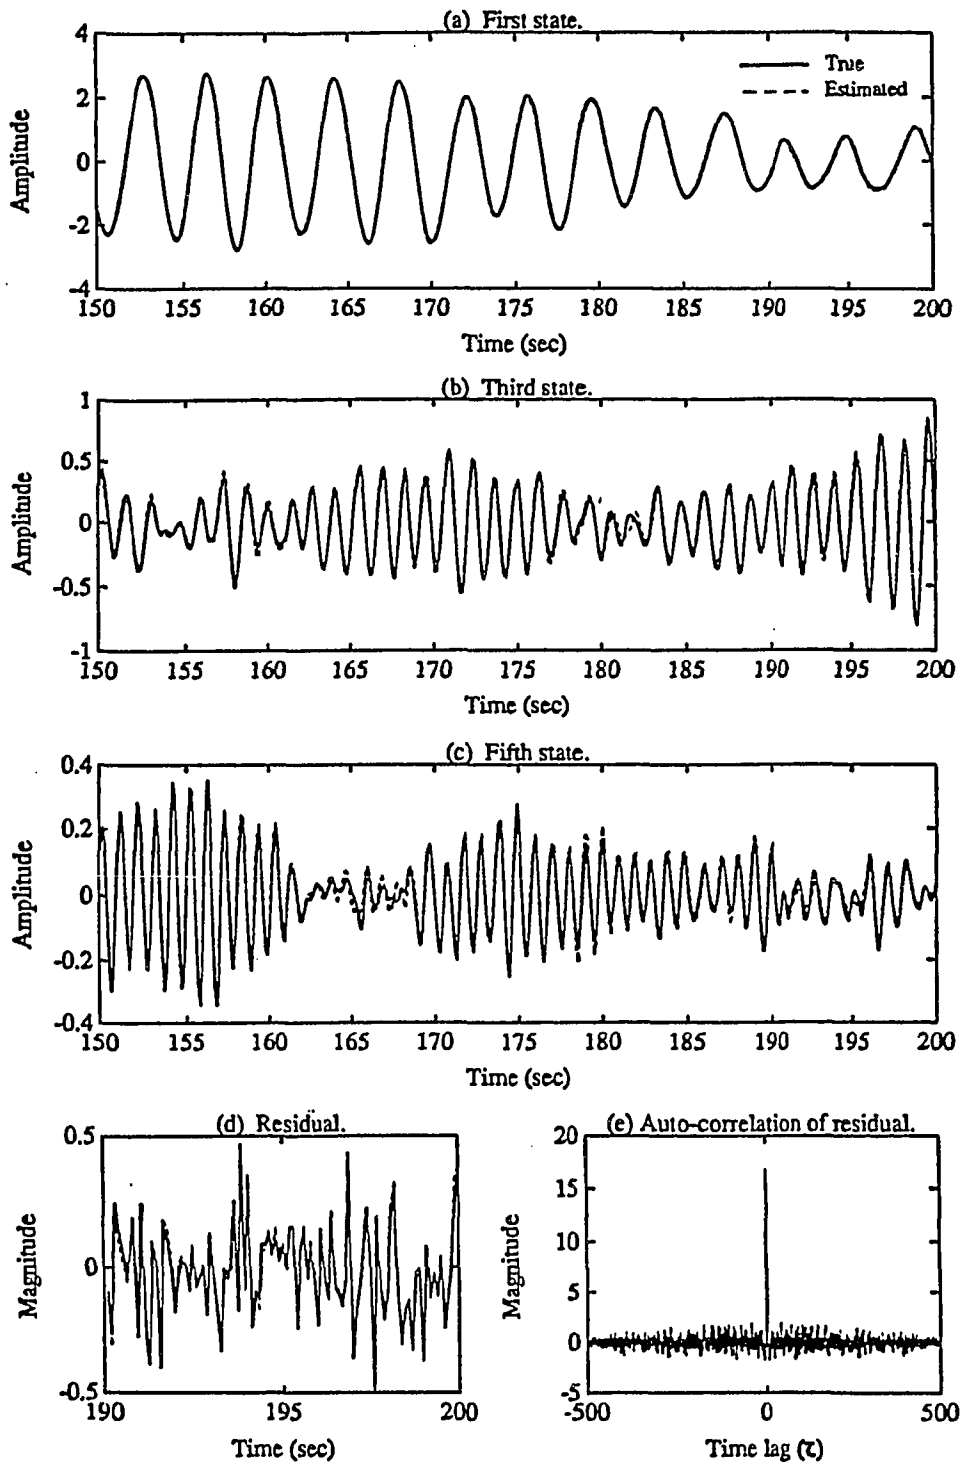 (a) First state.
4
2
0
-2
-4
Amplitude
True
Estimated
150 155 160 165 170 175 180 185 190 195 200
Time (sec)
(b) Third state.
1
0.5
0
-0.5
-1
Amplitude
150 155 160 165 170 175 180 185 190 195 200
Time (sec)
(c) Fifth state.
0.4
0.2
0
-0.2
-0.4
Amplitude
150 155 160 165 170 175 180 185 190 195 200
Time (sec)
(d) Residual.
0.5
0
-0.5
Magnitude
190 195 200
Time (sec)
(e) Auto-correlation of residual.
20
15
10
5
0
-5
Magnitude
-500 0 500
Time lag (τ)